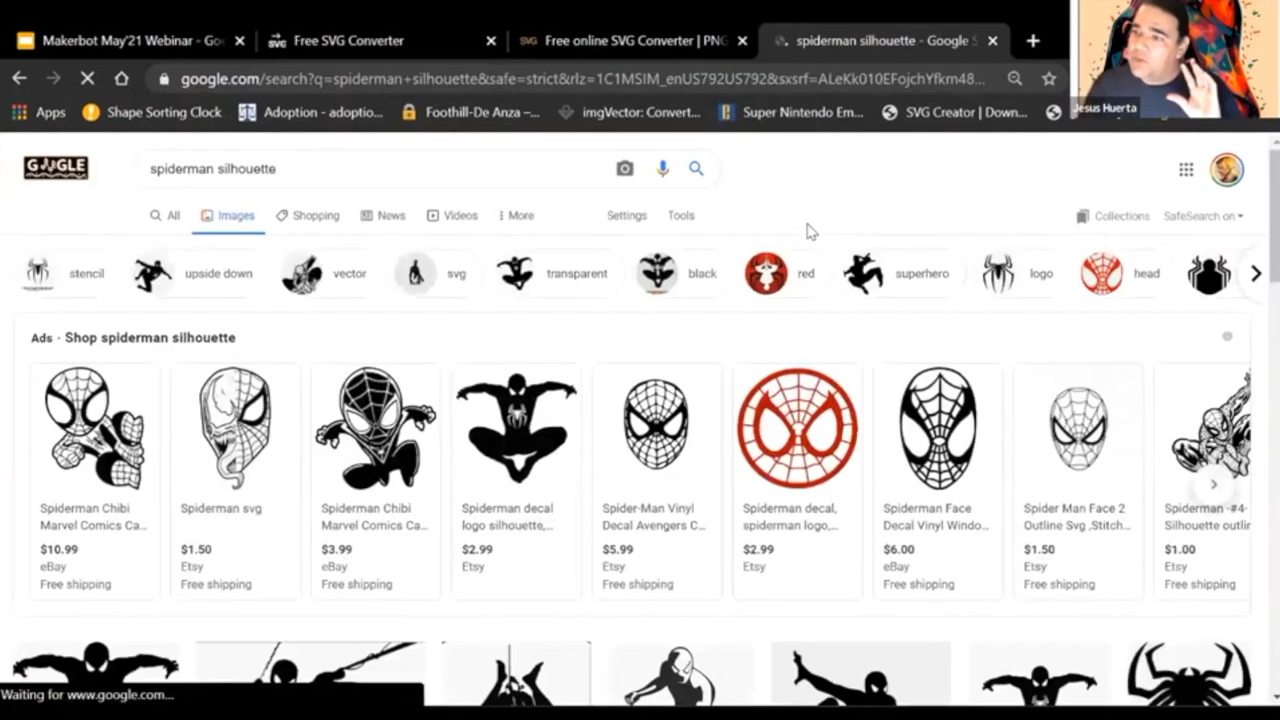 Makerbot May'21 Webinar - Goo
Free SVG Converter
Free online SVG Converter | PNG
spiderman silhouette - Google S
google.com/search?q=spiderman+silhouette&safe=strict&rlz=1C1MSIM_enUS792US792&sxsrf=ALeKk010EFojchYfkm48...
Apps
Shape Sorting Clock
Adoption - adoptio...
Foothill-De Anza –...
imgVector: Convert...
Super Nintendo Em...
SVG Creator | Down...
Jesus Huerta
GOOGLE
spiderman silhouette
All
Images
Shopping
News
Videos
More
Settings
Tools
Collections
SafeSearch on
stencil
upside down
vector
svg
transparent
black
red
superhero
logo
head
Ads · Shop spiderman silhouette
Spiderman Chibi
Marvel Comics Ca...
$10.99
eBay
Free shipping
Spiderman svg
$1.50
Etsy
Free shipping
Spiderman Chibi
Marvel Comics Ca...
$3.99
eBay
Free shipping
Spiderman decal
logo silhouette,...
$2.99
Etsy
Spider-Man Vinyl
Decal Avengers C...
$5.99
Etsy
Free shipping
Spiderman decal,
spiderman logo,...
$2.99
Etsy
Spiderman Face
Decal Vinyl Windo...
$6.00
eBay
Free shipping
Spider Man Face 2
Outline Svg ,Stitch...
$1.50
Etsy
Free shipping
Spiderman -#4-
Silhouette outlin
$1.00
Etsy
Free shipping
Waiting for www.google.com...